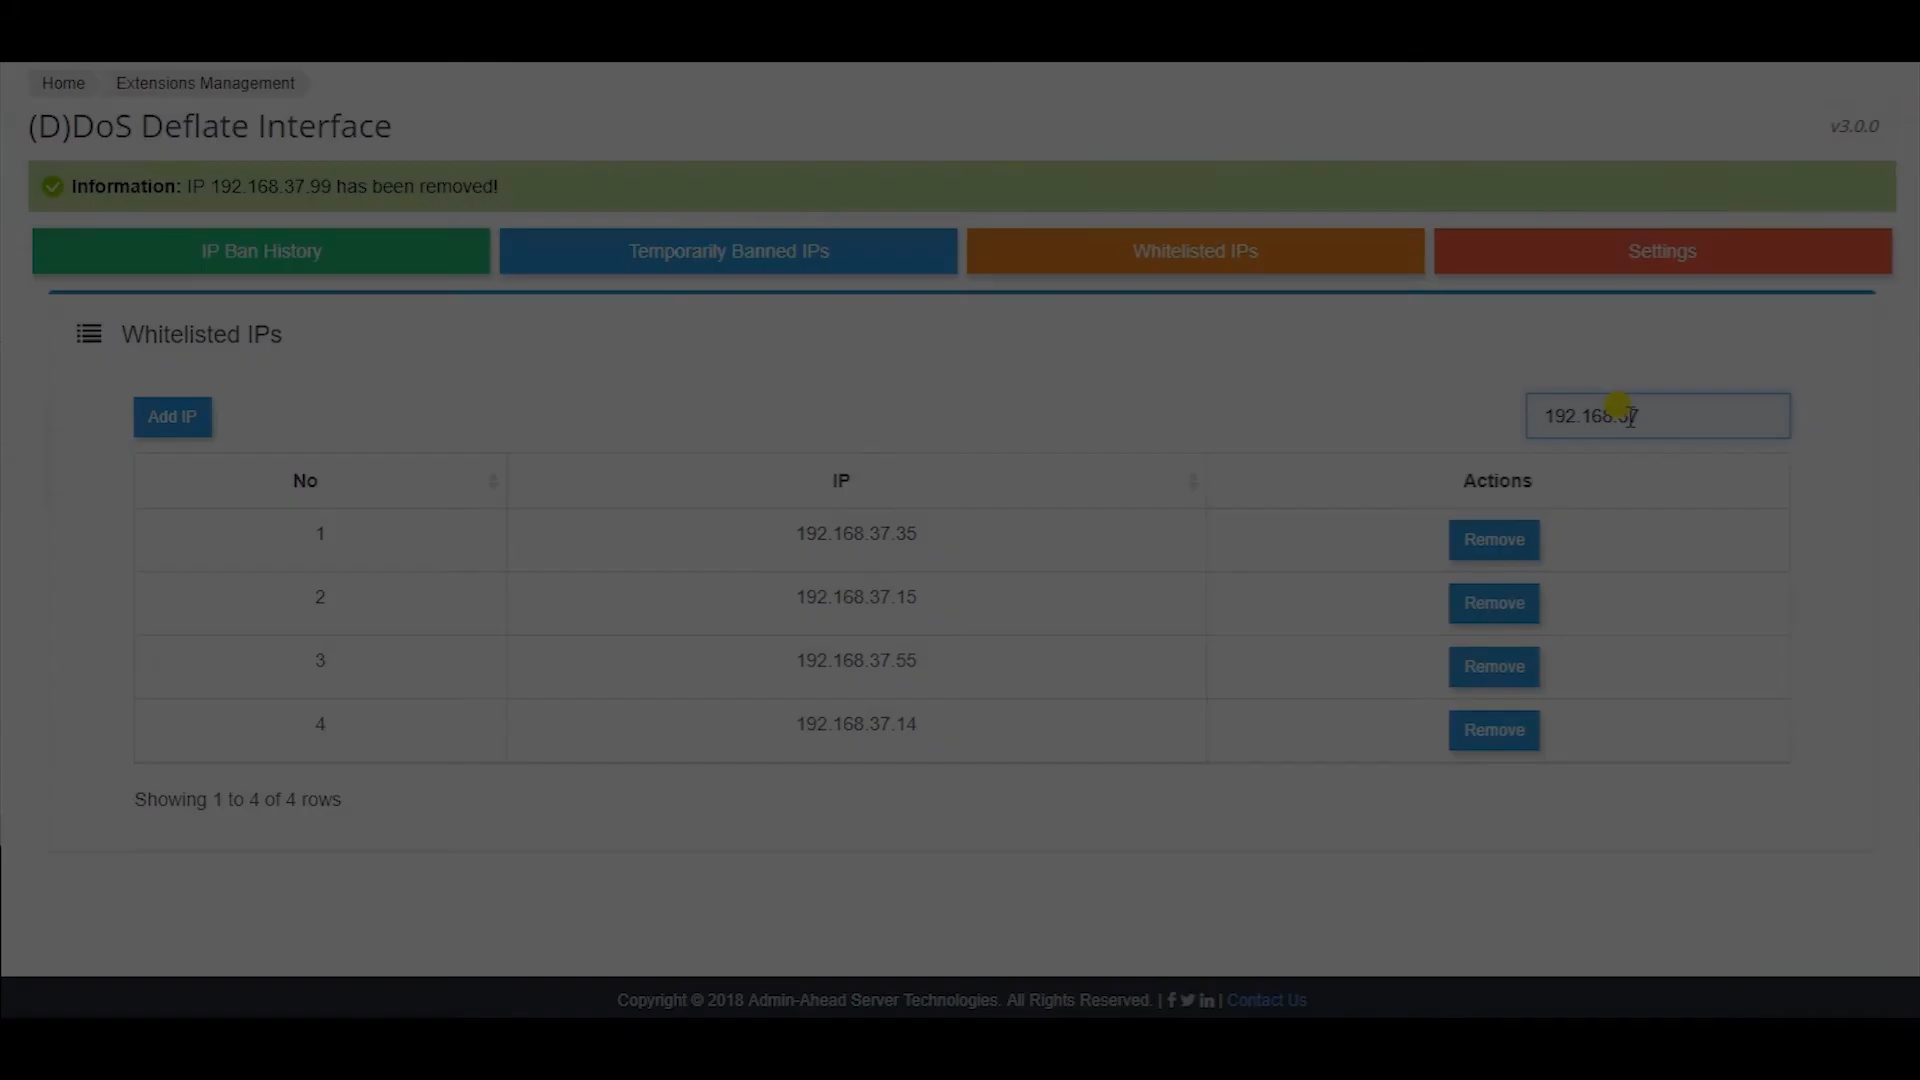 Home Extensions Management
(D)DoS Deflate Interface v3.0.0
Information: IP 192.168.37.99 has been removed!
IP Ban History Temporarily Banned IPs Whitelisted IPs Settings
Whitelisted IPs
Add IP 192.168.37
No IP Actions
1 192.168.37.35 Remove
2 192.168.37.15 Remove
3 192.168.37.55 Remove
4 192.168.37.14 Remove
Showing 1 to 4 of 4 rows
Copyright © 2018 Admin-Ahead Server Technologies. All Rights Reserved. | | Contact Us